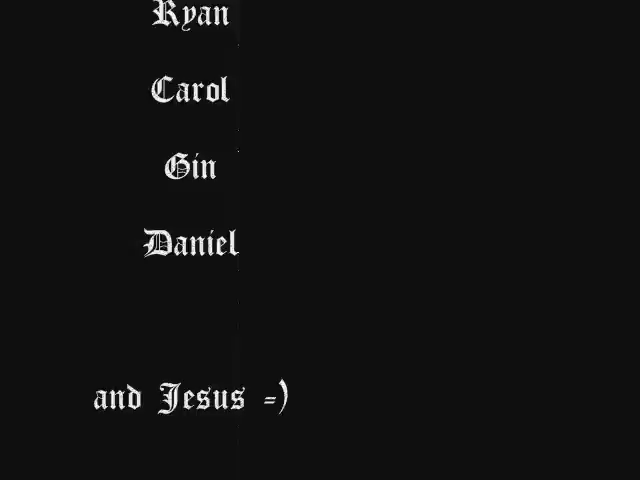 Ryan
Carol
Gin
Daniel
and Jesus =)